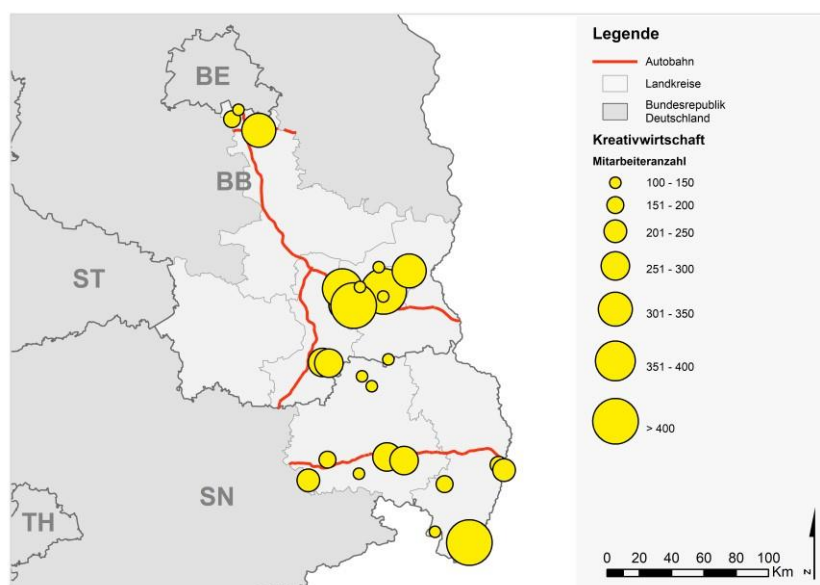 BE
BB
ST
SN
TH
Legende
Autobahn
Landkreise
Bundesrepublik
Deutschland
Kreativwirtschaft
Mitarbeiteranzahl
100 - 150
151 - 200
201 - 250
251 - 300
301 - 350
351 - 400
> 400
0 20 40 60 80 100
Km
N